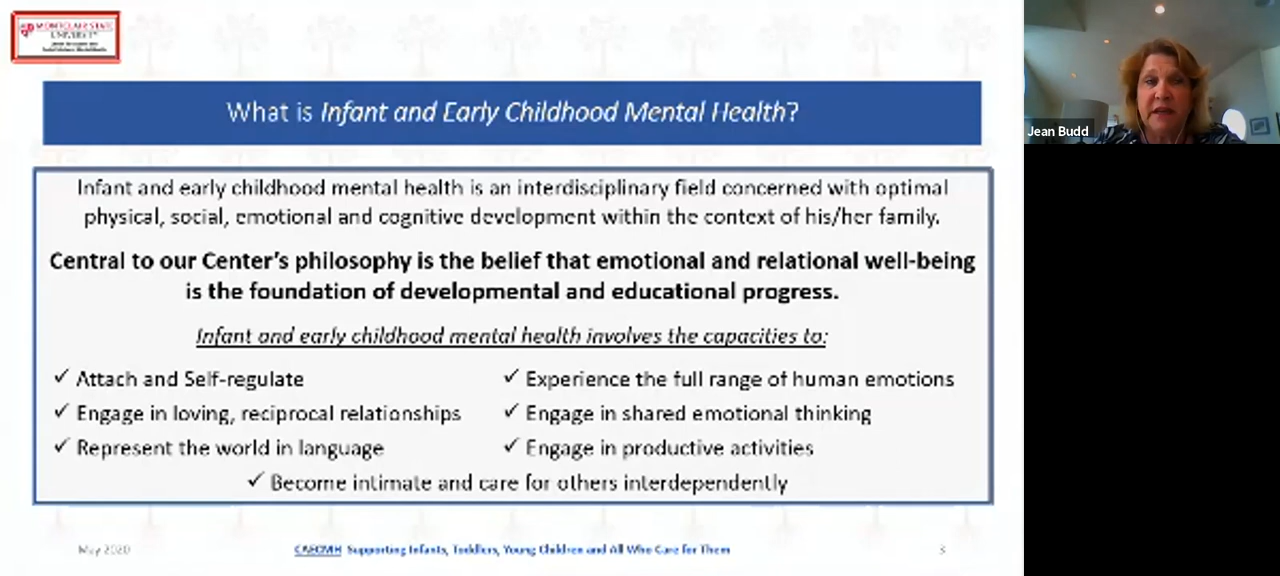 MONTCLAIR STATE
UNIVERSITY
What is Infant and Early Childhood Mental Health?
Jean Budd
Infant and early childhood mental health is an interdisciplinary field concerned with optimal
physical, social, emotional and cognitive development within the context of his/her family.
Central to our Center's philosophy is the belief that emotional and relational well-being
is the foundation of developmental and educational progress.
Infant and early childhood mental health involves the capacities to:
✓ Attach and Self-regulate
✓ Experience the full range of human emotions
✓ Engage in loving, reciprocal relationships
✓ Engage in shared emotional thinking
✓ Represent the world in language
✓ Engage in productive activities
✓ Become intimate and care for others interdependently
May 2020
CAECMH Supporting Infants, Toddlers, Young Children and All Who Care for Them
3